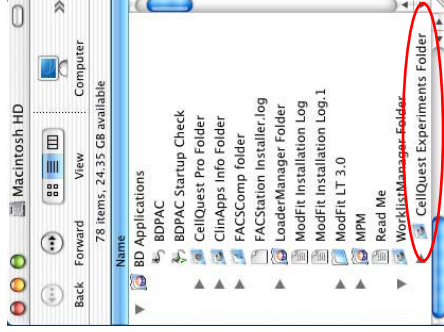 Macintosh HD
Back Forward View Computer
78 items, 24.35 GB available
Name
BD Applications
BDPAC
BDPAC Startup Check
CellQuest Pro Folder
ClinApps Info Folder
FACSComp folder
FACStation Installer.log
LoaderManager Folder
ModFit Installation Log
ModFit Installation Log.1
ModFit LT 3.0
MPM
Read Me
WorklistManager Folder
CellQuest Experiments Folder